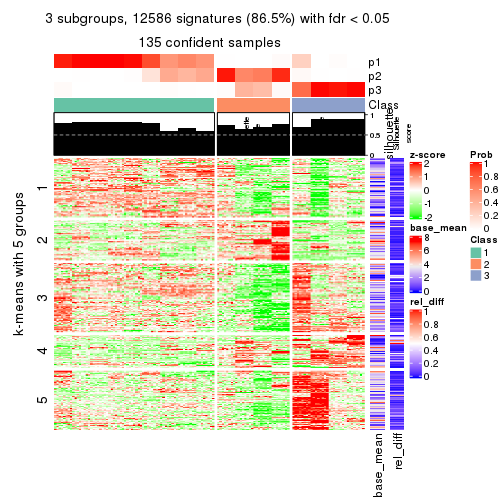 3 subgroups, 12586 signatures (86.5%) with fdr < 0.05
135 confident samples
p1
p2
p3
Class
1
0.5
0
silhouette
Silhouette
score
k-means with 5 groups
1
2
3
4
5
base_mean
rel_diff
z-score
2
1
0
-1
-2
base_mean
8
6
4
2
0
rel_diff
1
0.8
0.6
0.4
0.2
0
Prob
1
0.8
0.6
0.4
0.2
0
Class
1
2
3